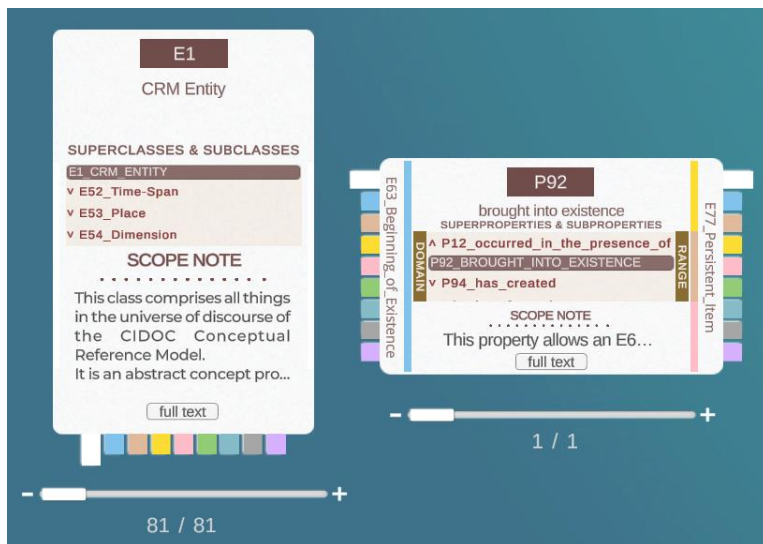 E1
CRM Entity
SUPERCLASSES & SUBCLASSES
E1_CRM_ENTITY
v E52_Time-Span
v E53_Place
v E54_Dimension
SCOPE NOTE
This class comprises all things
in the universe of discourse of
the CIDOC Conceptual
Reference Model.
It is an abstract concept pro...
full text
- +
81 / 81
E63_Beginning_of_Existence
DOMAIN
P92
brought into existence
SUPERPROPERTIES & SUBPROPERTIES
^ P12_occurred_in_the_presence_of
P92_BROUGHT_INTO_EXISTENCE
v P94_has_created
SCOPE NOTE
This property allows an E6...
full text
RANGE
E77_Persistent_Item
- +
1 / 1